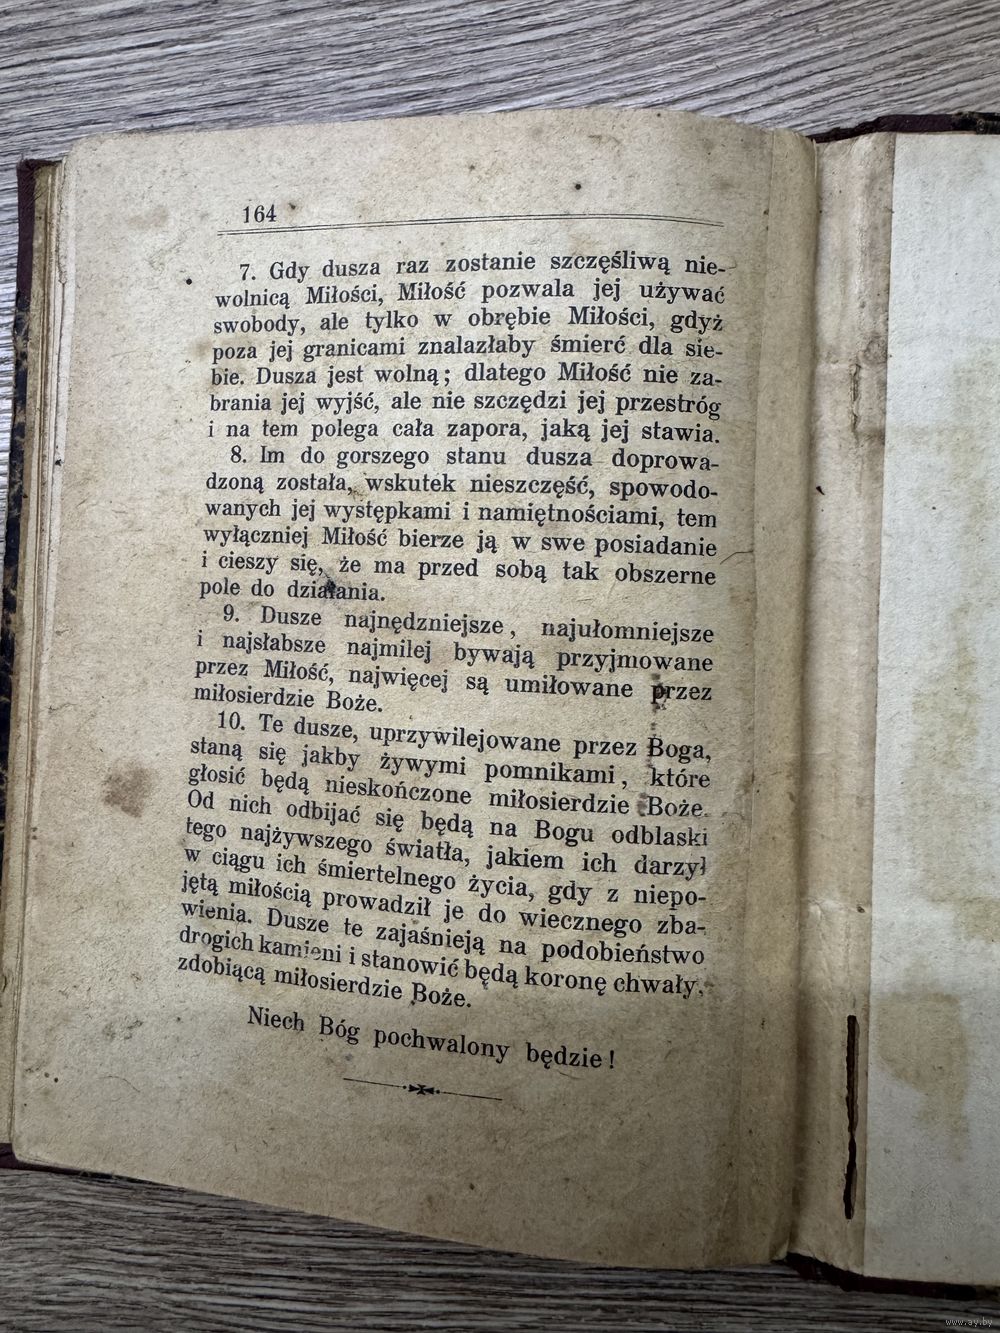 164
7. Gdy dusza raz zostanie szczęśliwą nie-
wolnicą Miłości, Miłość pozwala jej używać
swobody, ale tylko w obrębie Miłości, gdyż
poza jej granicami znalazłaby śmierć dla sie-
bie. Dusza jest wolną; dlatego Miłość nie za-
brania jej wyjść, ale nie szczędzi jej przestróg
i na tem polega cała zapora, jaką jej stawia.
8. Im do gorszego stanu dusza doprowa-
dzoną została, wskutek nieszczęść, spowodo-
wanych jej występkami i namiętnościami, tem
wyłączniej Miłość bierze ją w swe posiadanie
i cieszy się, że ma przed sobą tak obszerne
pole do działania.
9. Dusze najnędzniejsze, najułomniejsze
i najsłabsze najmilej bywają przyjmowane
przez Miłość, najwięcej są umiłowane przez
miłosierdzie Boże.
10. Te dusze, uprzywilejowane przez Boga,
staną się jakby żywymi pomnikami, które
głosić będą nieskończone miłosierdzie Boże.
Od nich odbijać się będą na Bogu odblaski
tego najżywszego światła, jakiem ich darzył
w ciągu ich śmiertelnego życia, gdy z niepo-
jętą miłością prowadził je do wiecznego zba-
wienia. Dusze te zajaśnieją na podobieństwo
drogich kamieni i stanowić będą koronę chwały,
zdobiącą miłosierdzie Boże.
Niech Bóg pochwalony będzie!
www.ay.by